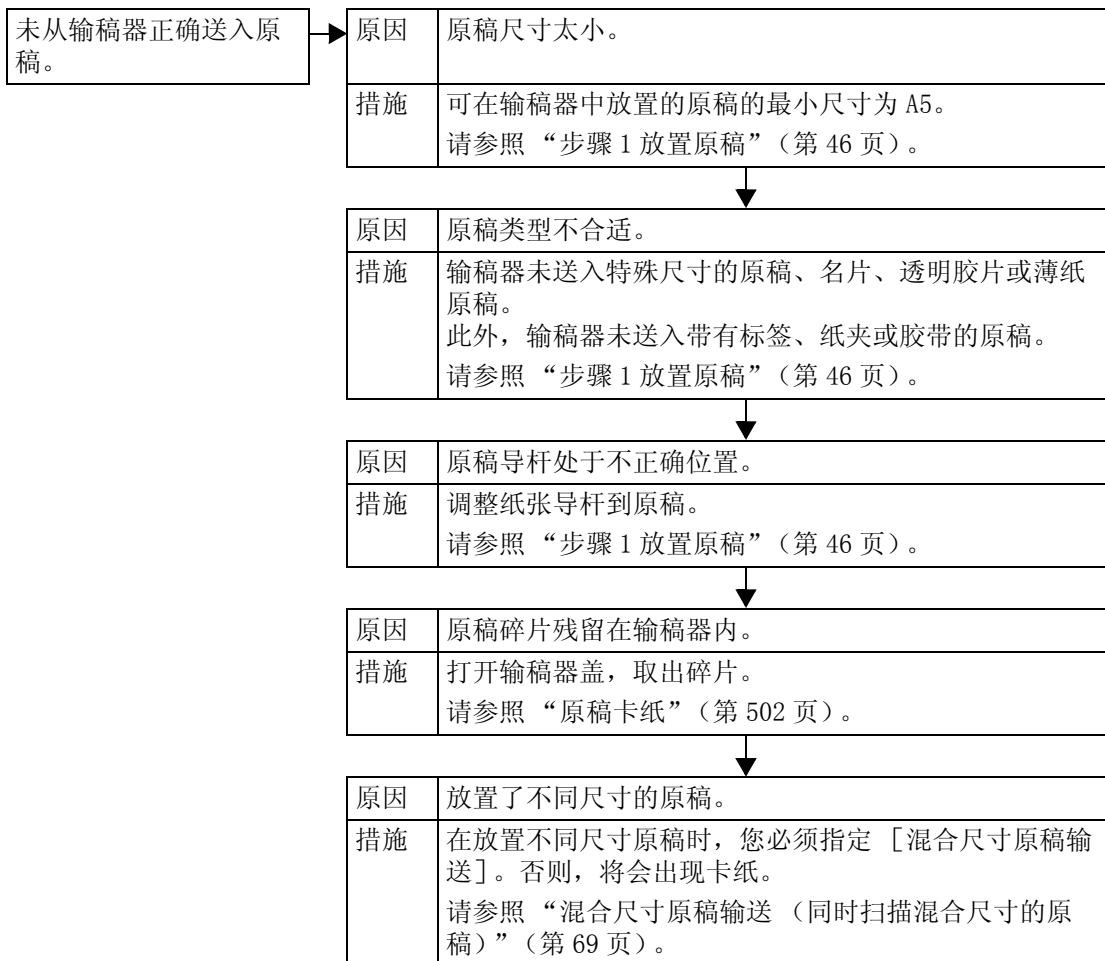 未从输稿器正确送入原
稿。
原因 原稿尺寸太小。
措施 可在输稿器中放置的原稿的最小尺寸为 A5。
请参照 “步骤 1 放置原稿”（第 46 页）。
原因 原稿类型不合适。
措施 输稿器未送入特殊尺寸的原稿、名片、透明胶片或薄纸
原稿。
此外，输稿器未送入带有标签、纸夹或胶带的原稿。
请参照 “步骤 1 放置原稿”（第 46 页）。
原因 原稿导杆处于不正确位置。
措施 调整纸张导杆到原稿。
请参照 “步骤 1 放置原稿”（第 46 页）。
原因 原稿碎片残留在输稿器内。
措施 打开输稿器盖，取出碎片。
请参照 “原稿卡纸”（第 502 页）。
原因 放置了不同尺寸的原稿。
措施 在放置不同尺寸原稿时，您必须指定 ［混合尺寸原稿输
送］。否则，将会出现卡纸。
请参照 “混合尺寸原稿输送 （同时扫描混合尺寸的原
稿）”（第 69 页）。